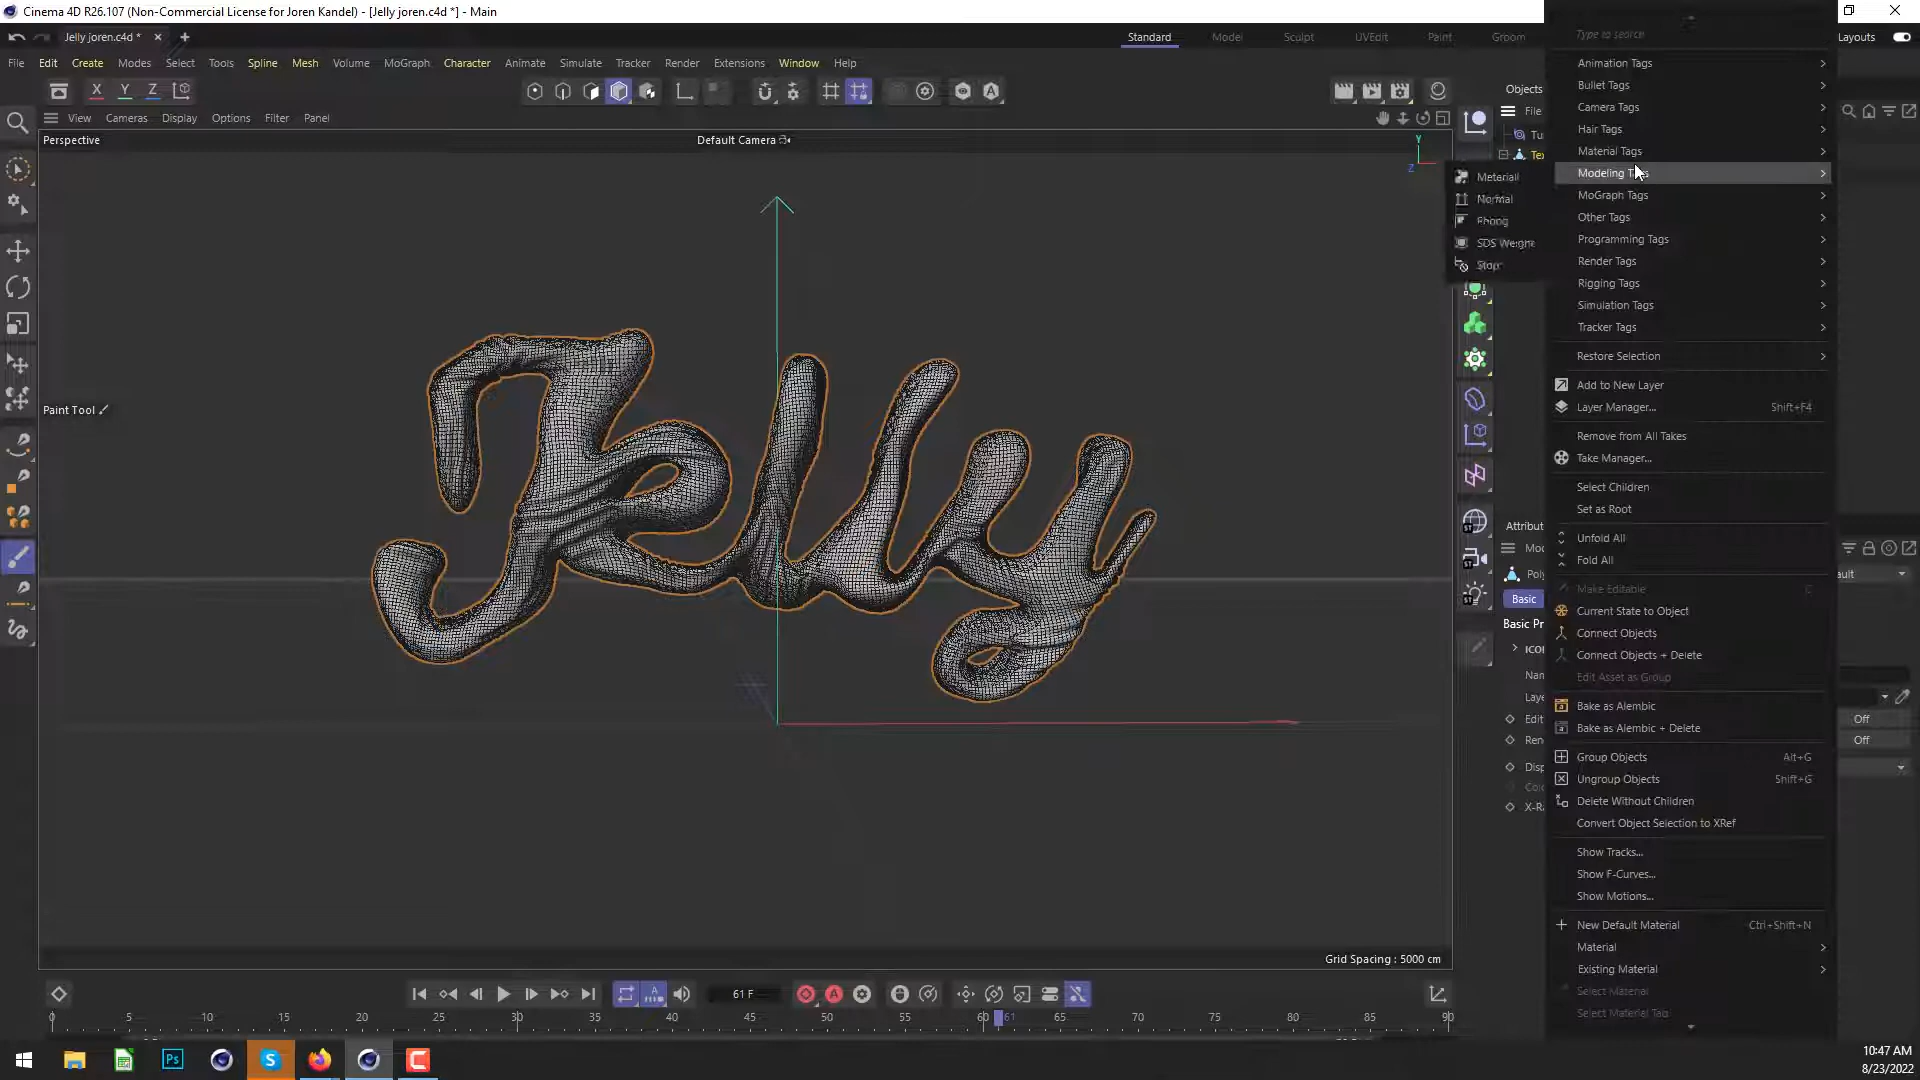 Cinema 4D R26.107 (Non-Commercial License for Joren Kandel) - [Jelly joren.c4d *] - Main
Jelly joren.c4d *
Standard
Model
Sculpt
UVEdit
Paint
Groom
Layouts
File Edit Create Modes Select Tools Spline Mesh Volume MoGraph Character Animate Simulate Tracker Render Extensions Window Help
X Y Z
View Cameras Display Options Filter Panel
Perspective
Default Camera
Y
Z
Paint Tool
Jelly
Grid Spacing : 5000 cm
Objects
File
Normal
Phong
Stop
Animation Tags
Bullet Tags
Camera Tags
Hair Tags
Material Tags
Modeling
MoGraph Tags
Other Tags
Programming Tags
Render Tags
Rigging Tags
Simulation Tags
Tracker Tags
Restore Selection
Add to New Layer
Layer Manager... Shift+F4
Remove from All Takes
Take Manager...
Select Children
Set as Root
Unfold All
Fold All
Make Editable C
Current State to Object
Connect Objects
Connect Objects + Delete
Edit Asset as Group
Bake as Alembic
Bake as Alembic + Delete
Group Objects Alt+G
Ungroup Objects Shift+G
Delete Without Children
Convert Object Selection to XRef
Show Tracks...
Show F-Curves...
Show Motions...
New Default Material Ctrl+Shift+N
Material
Existing Material
Select Material
Select Material Tag
Basic
Off
Off
61 F
0 5 10 15 20 25 30 35 40 45 50 55 60 61 65 70 75 80 85 90
Ps
S
10:47 AM
8/23/2022